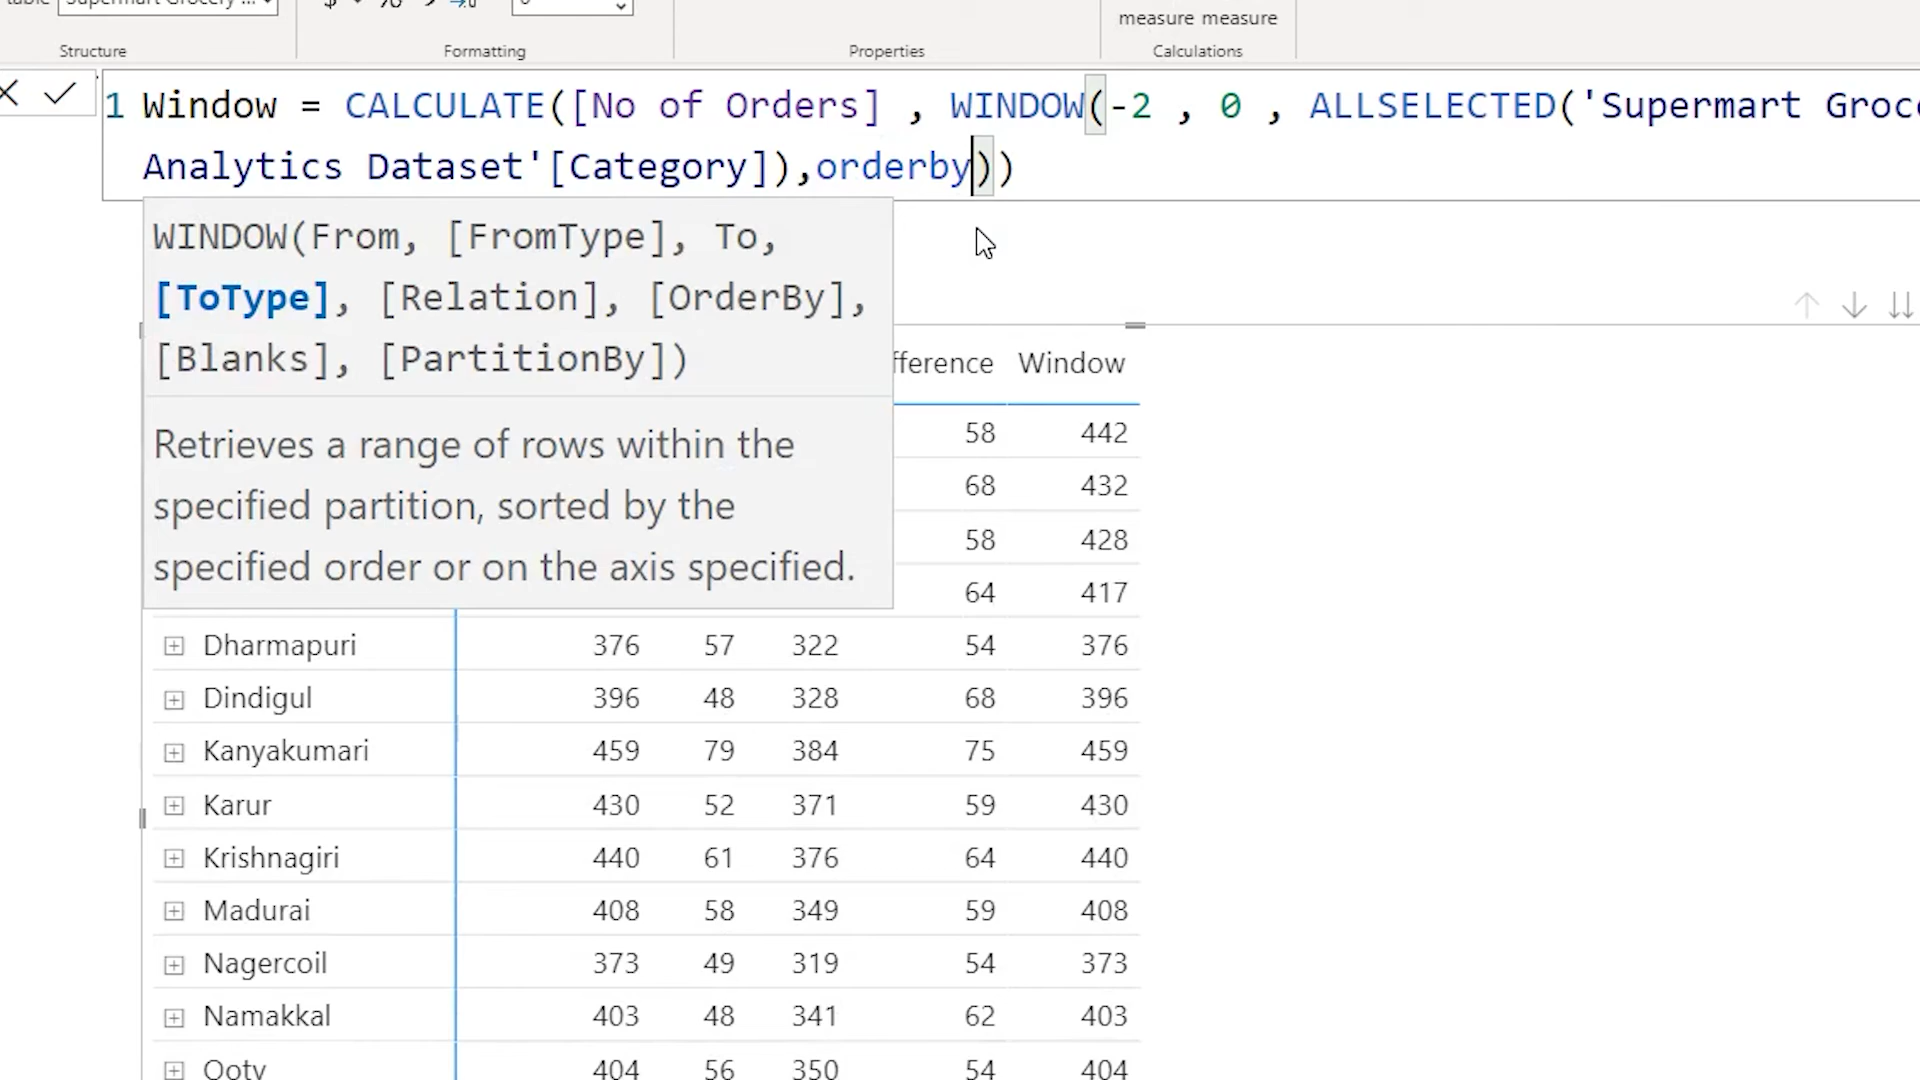 Structure
Formatting
Properties
measure measure
Calculations
1 Window = CALCULATE([No of Orders] , WINDOW(-2 , 0 , ALLSELECTED('Supermart Groc
Analytics Dataset'[Category]),orderby))
WINDOW(From, [FromType], To,
[ToType], [Relation], [OrderBy],
[Blanks], [PartitionBy])
Retrieves a range of rows within the
specified partition, sorted by the
specified order or on the axis specified.
fference Window
58 442
68 432
58 428
64 417
Dharmapuri 376 57 322 54 376
Dindigul 396 48 328 68 396
Kanyakumari 459 79 384 75 459
Karur 430 52 371 59 430
Krishnagiri 440 61 376 64 440
Madurai 408 58 349 59 408
Nagercoil 373 49 319 54 373
Namakkal 403 48 341 62 403
Ooty 404 56 350 54 404